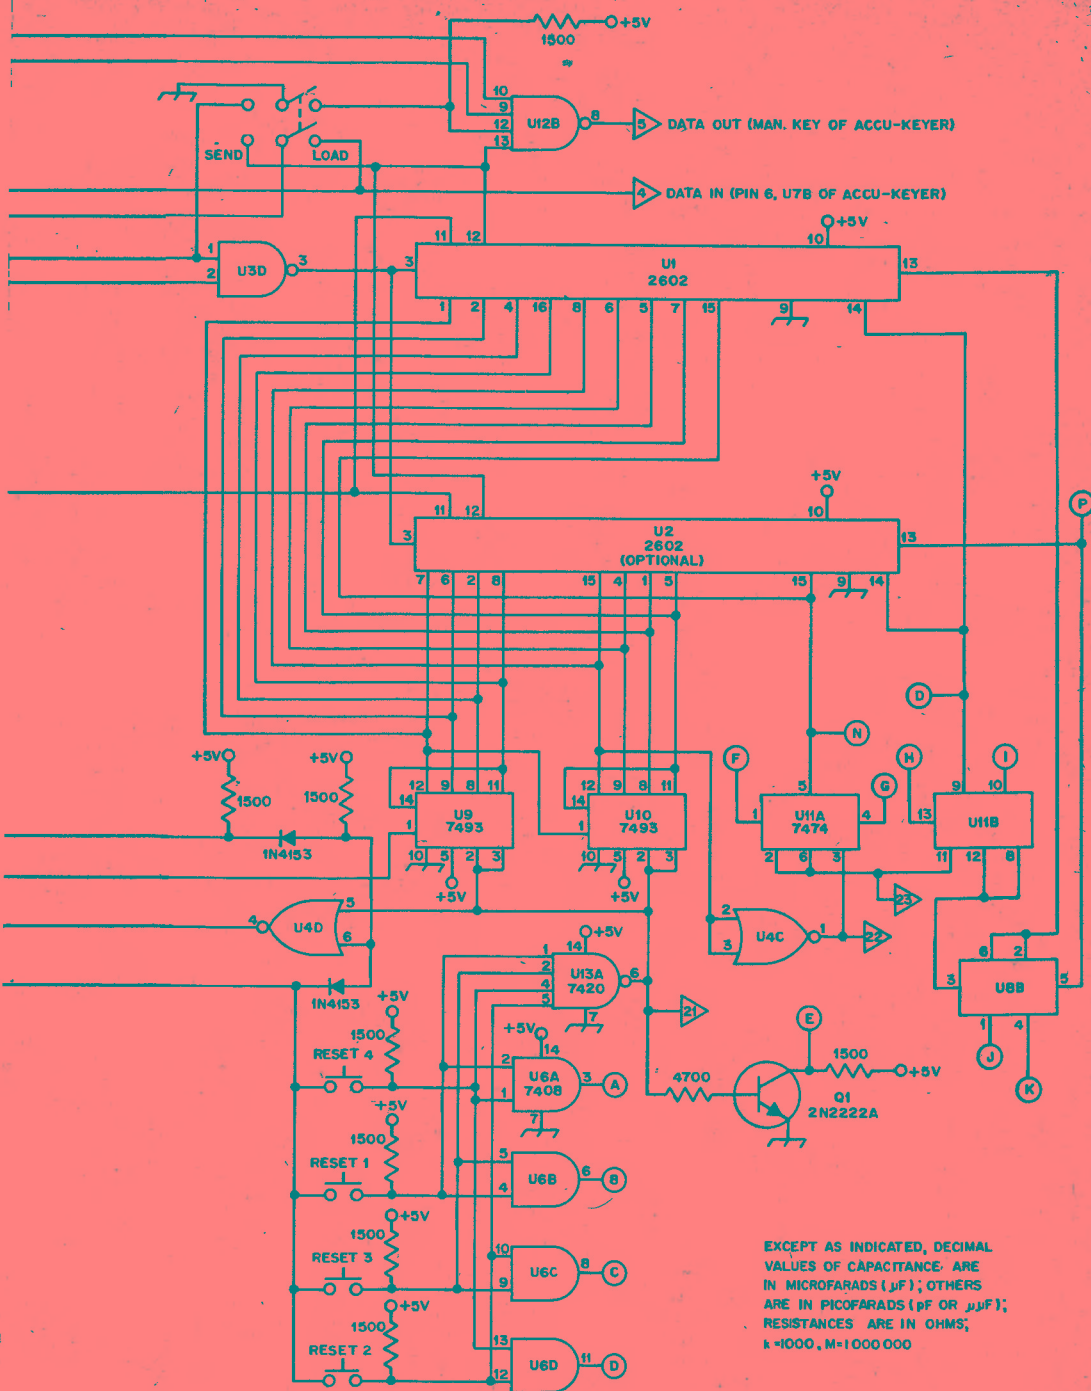 +5V
1500
10
9
12
13
U12B
8
5
DATA OUT (MAN. KEY OF ACCU-KEYER)
SEND
LOAD
4
DATA IN (PIN 6, U7B OF ACCU-KEYER)
1
2
U3D
3
11
12
+5V
10
3
U1
2602
13
1
2
4
16
8
6
5
7
15
9
14
+5V
11
12
10
3
U2
2602
(OPTIONAL)
13
P
7
6
2
8
15
4
1
5
15
9
14
D
N
+5V
+5V
F
H
I
G
1500
1500
1N4153
12
9
8
11
14
1
U9
7493
10
5
2
3
+5V
12
9
8
11
14
1
U10
7493
10
5
2
3
+5V
5
1
U11A
7474
4
2
6
3
9
10
13
U11B
11
12
8
23
4
U4D
5
6
2
3
U4C
1
22
6
2
3
U8B
5
1
4
J
K
1N4153
+5V
14
1
2
4
5
U13A
7420
6
7
21
+5V
1500
RESET 4
+5V
14
2
1
U6A
7408
3
A
7
4700
E
1500
+5V
Q1
2N2222A
+5V
1500
RESET 1
5
4
U6B
6
B
+5V
1500
RESET 3
10
9
U6C
8
C
+5V
1500
RESET 2
13
12
U6D
11
D
EXCEPT AS INDICATED, DECIMAL
VALUES OF CAPACITANCE ARE
IN MICROFARADS (µF); OTHERS
ARE IN PICOFARADS (pF OR µµF);
RESISTANCES ARE IN OHMS;
k=1000, M=1000000